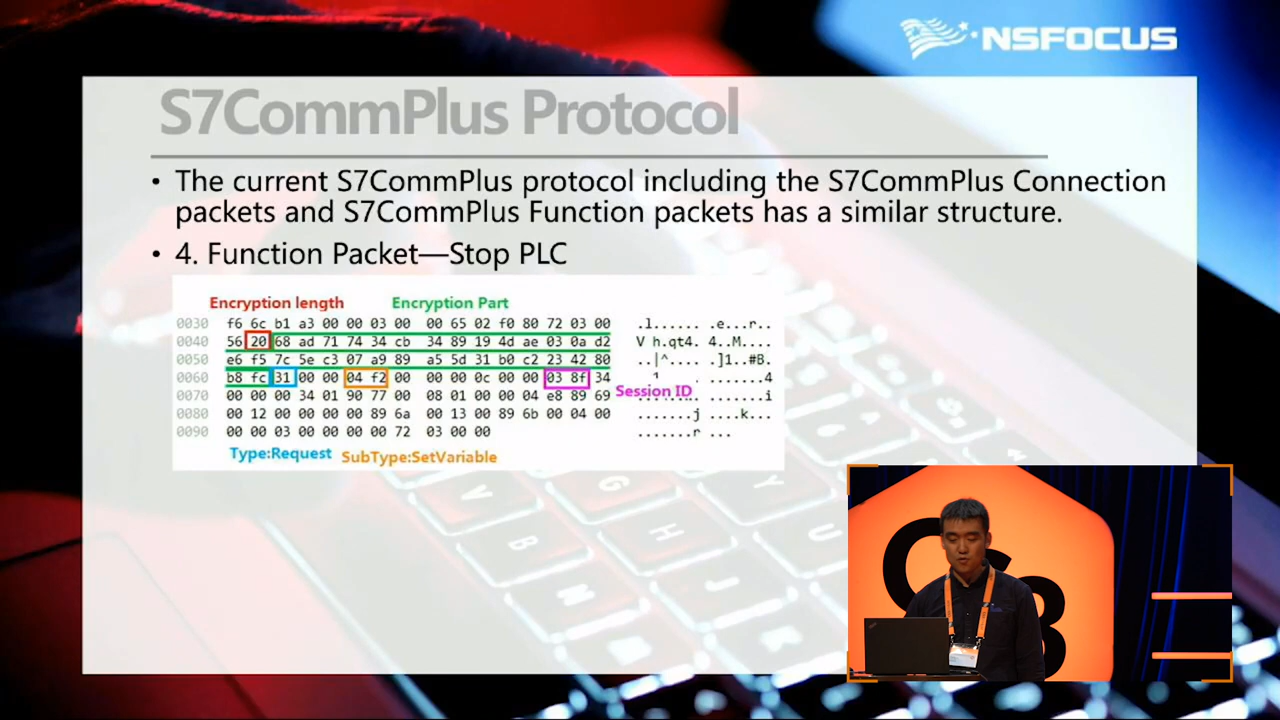 NSFOCUS
S7CommPlus Protocol
• The current S7CommPlus protocol including the S7CommPlus Connection
packets and S7CommPlus Function packets has a similar structure.
• 4. Function Packet—Stop PLC
Encryption length Encryption Part
0030 f6 6c b1 a3 00 00 03 00 00 65 02 f0 80 72 03 00 .l...... .e...r..
0040 56 20 68 ad 71 74 34 cb 34 89 19 4d ae 03 0a d2 V h.qt4. 4..M....
0050 e6 f5 7c 5e c3 07 a9 89 a5 5d 31 b0 c2 23 42 80 ..|^.... .]1..#B.
0060 b8 fc 31 00 00 04 f2 00 00 00 0c 00 00 03 8f 34 .......4
Session ID
0070 00 00 00 34 01 90 77 00 08 01 00 00 04 e8 89 69 .......i
0080 00 12 00 00 00 00 89 6a 00 13 00 89 6b 00 04 00 .......j ....k...
0090 00 00 03 00 00 00 00 72 03 00 00 .......r ...
Type:Request SubType:SetVariable